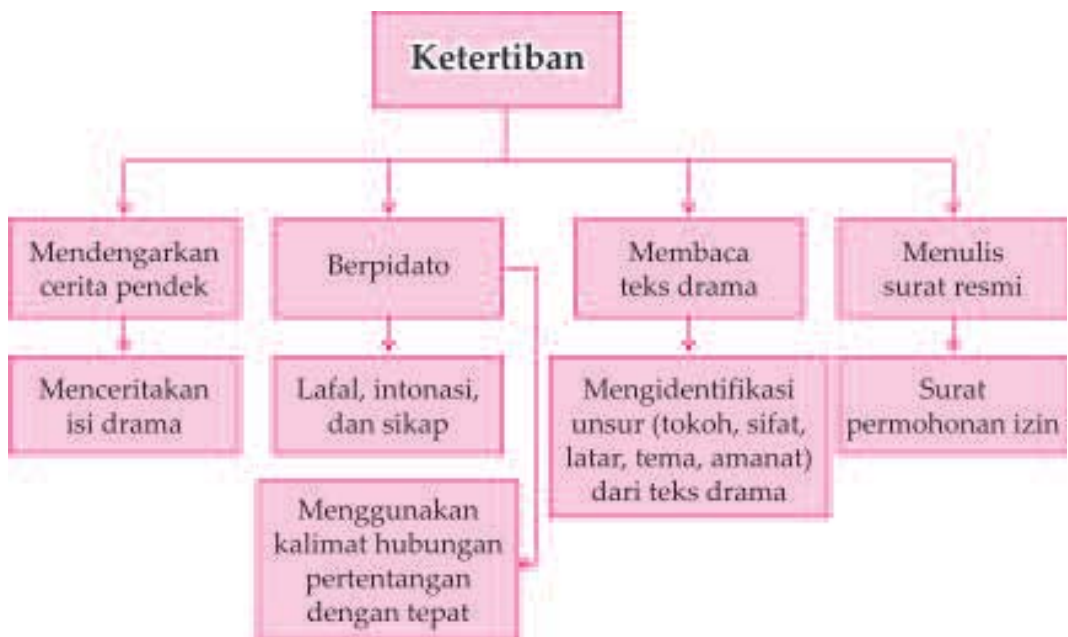 Ketertiban
Mendengarkan
cerita pendek
Berpidato
Membaca
teks drama
Menulis
surat resmi
Menceritakan
isi drama
Lafal, intonasi,
dan sikap
Mengidentifikasi
unsur (tokoh, sifat,
latar, tema, amanat)
dari teks drama
Surat
permohonan izin
Menggunakan
kalimat hubungan
pertentangan
dengan tepat